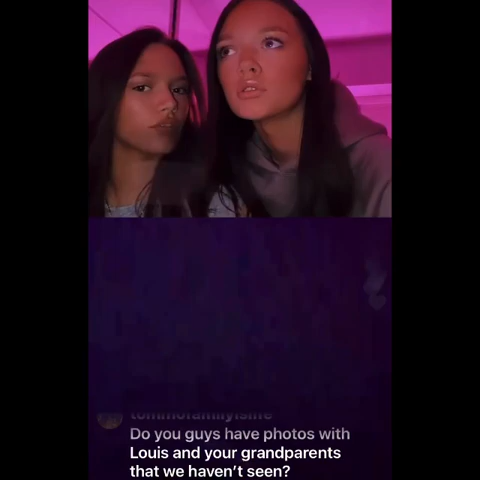 Do you guys have photos with
Louis and your grandparents
that we haven't seen?